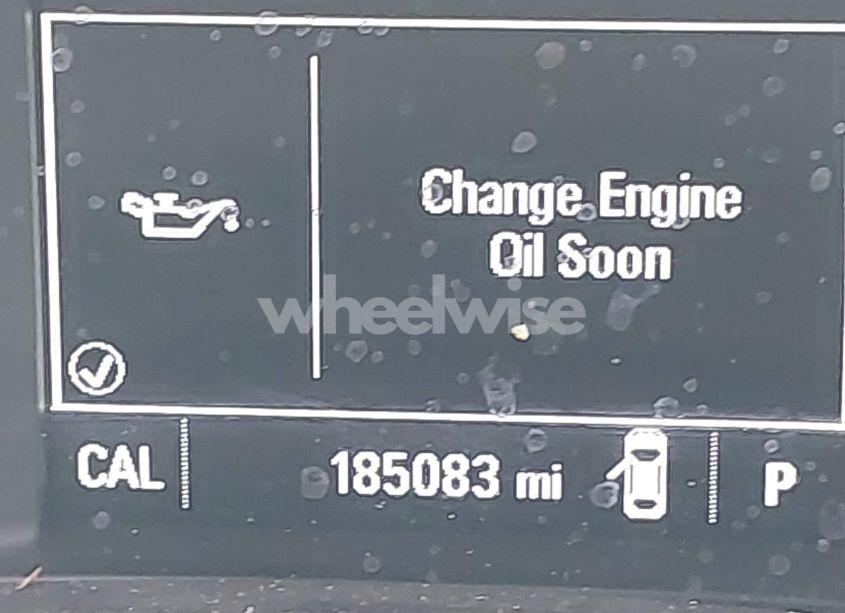 Change Engine
Oil Soon
wheelwise
CAL 185083 mi P